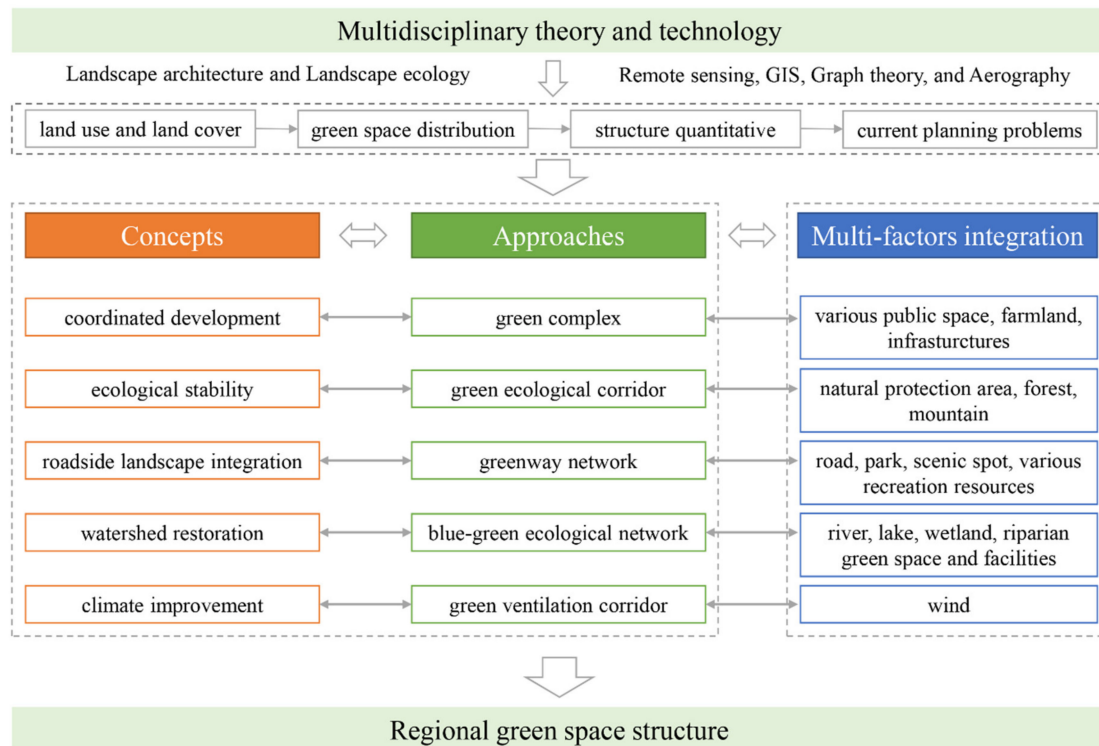 Multidisciplinary theory and technology
Landscape architecture and Landscape ecology
Remote sensing, GIS, Graph theory, and Aerography
land use and land cover
green space distribution
structure quantitative
current planning problems
Concepts
Approaches
Multi-factors integration
coordinated development
green complex
various public space, farmland,
infrasturctures
ecological stability
green ecological corridor
natural protection area, forest,
mountain
roadside landscape integration
greenway network
road, park, scenic spot, various
recreation resources
watershed restoration
blue-green ecological network
river, lake, wetland, riparian
green space and facilities
climate improvement
green ventilation corridor
wind
Regional green space structure